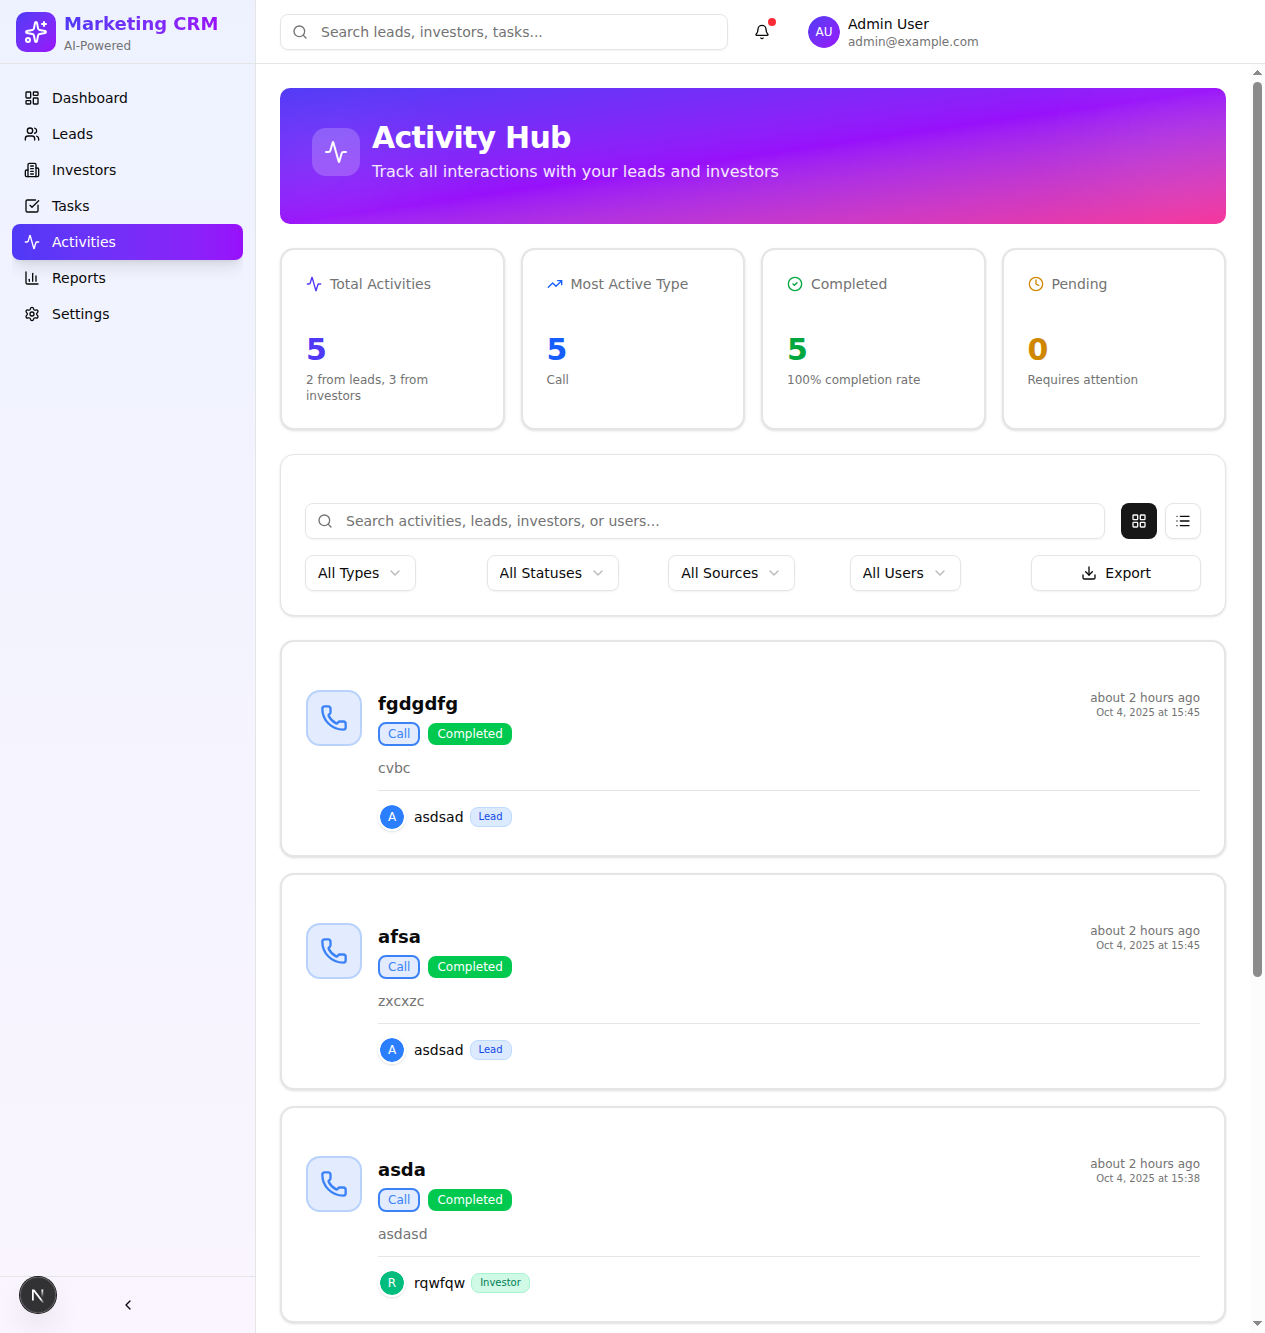 Marketing CRM
AI-Powered
Search leads, investors, tasks...
AU
Admin User
admin@example.com
Dashboard
Leads
Investors
Tasks
Activities
Reports
Settings
N
Activity Hub
Track all interactions with your leads and investors
Total Activities
5
2 from leads, 3 from
investors
Most Active Type
5
Call
Completed
5
100% completion rate
Pending
0
Requires attention
Search activities, leads, investors, or users...
All Types
All Statuses
All Sources
All Users
Export
fgdgdfg
about 2 hours ago
Oct 4, 2025 at 15:45
Call
Completed
cvbc
A
asdsad
Lead
afsa
about 2 hours ago
Oct 4, 2025 at 15:45
Call
Completed
zxcxzc
A
asdsad
Lead
asda
about 2 hours ago
Oct 4, 2025 at 15:38
Call
Completed
asdasd
R
rqwfqw
Investor